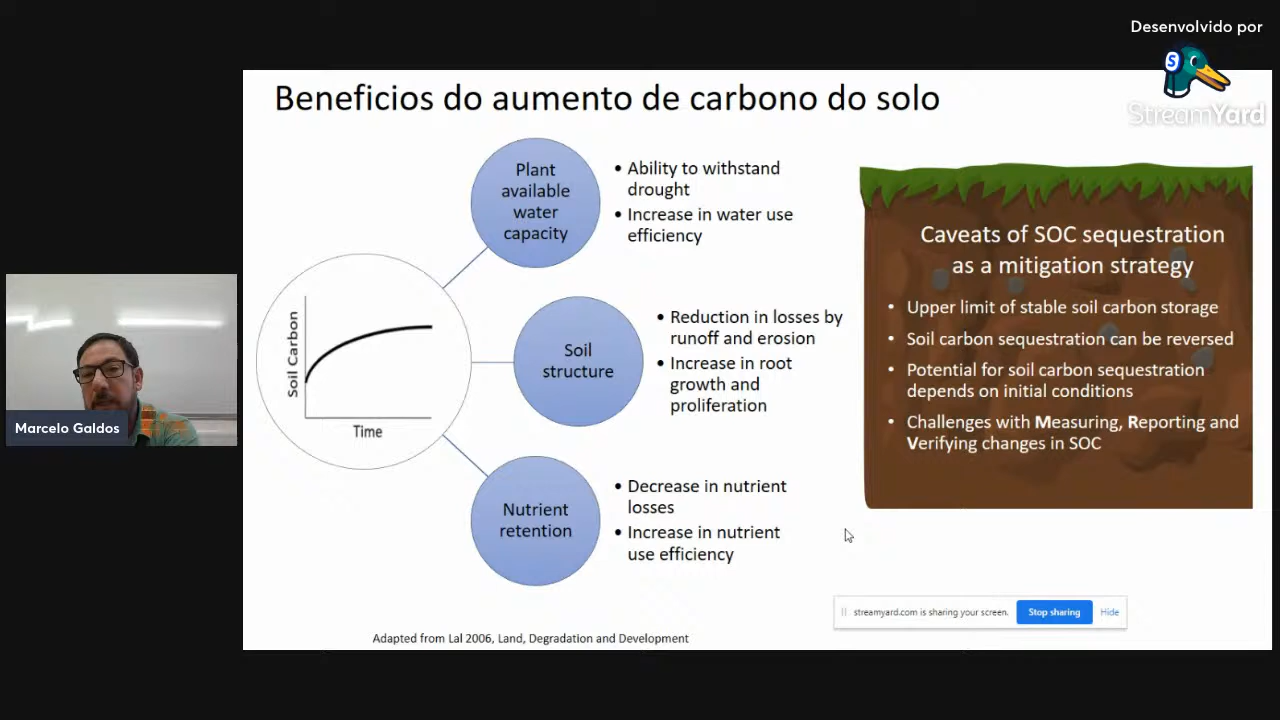 Desenvolvido por
S
StreamYard
Beneficios do aumento de carbono do solo
Plant
available
water
capacity
• Ability to withstand
drought
• Increase in water use
efficiency
Soil Carbon
Time
Soil
structure
• Reduction in losses by
runoff and erosion
• Increase in root
growth and
proliferation
Nutrient
retention
• Decrease in nutrient
losses
• Increase in nutrient
use efficiency
Caveats of SOC sequestration
as a mitigation strategy
• Upper limit of stable soil carbon storage
• Soil carbon sequestration can be reversed
• Potential for soil carbon sequestration
depends on initial conditions
• Challenges with Measuring, Reporting and
Verifying changes in SOC
Marcelo Galdos
streamyard.com is sharing your screen.
Stop sharing
Hide
Adapted from Lal 2006, Land, Degradation and Development